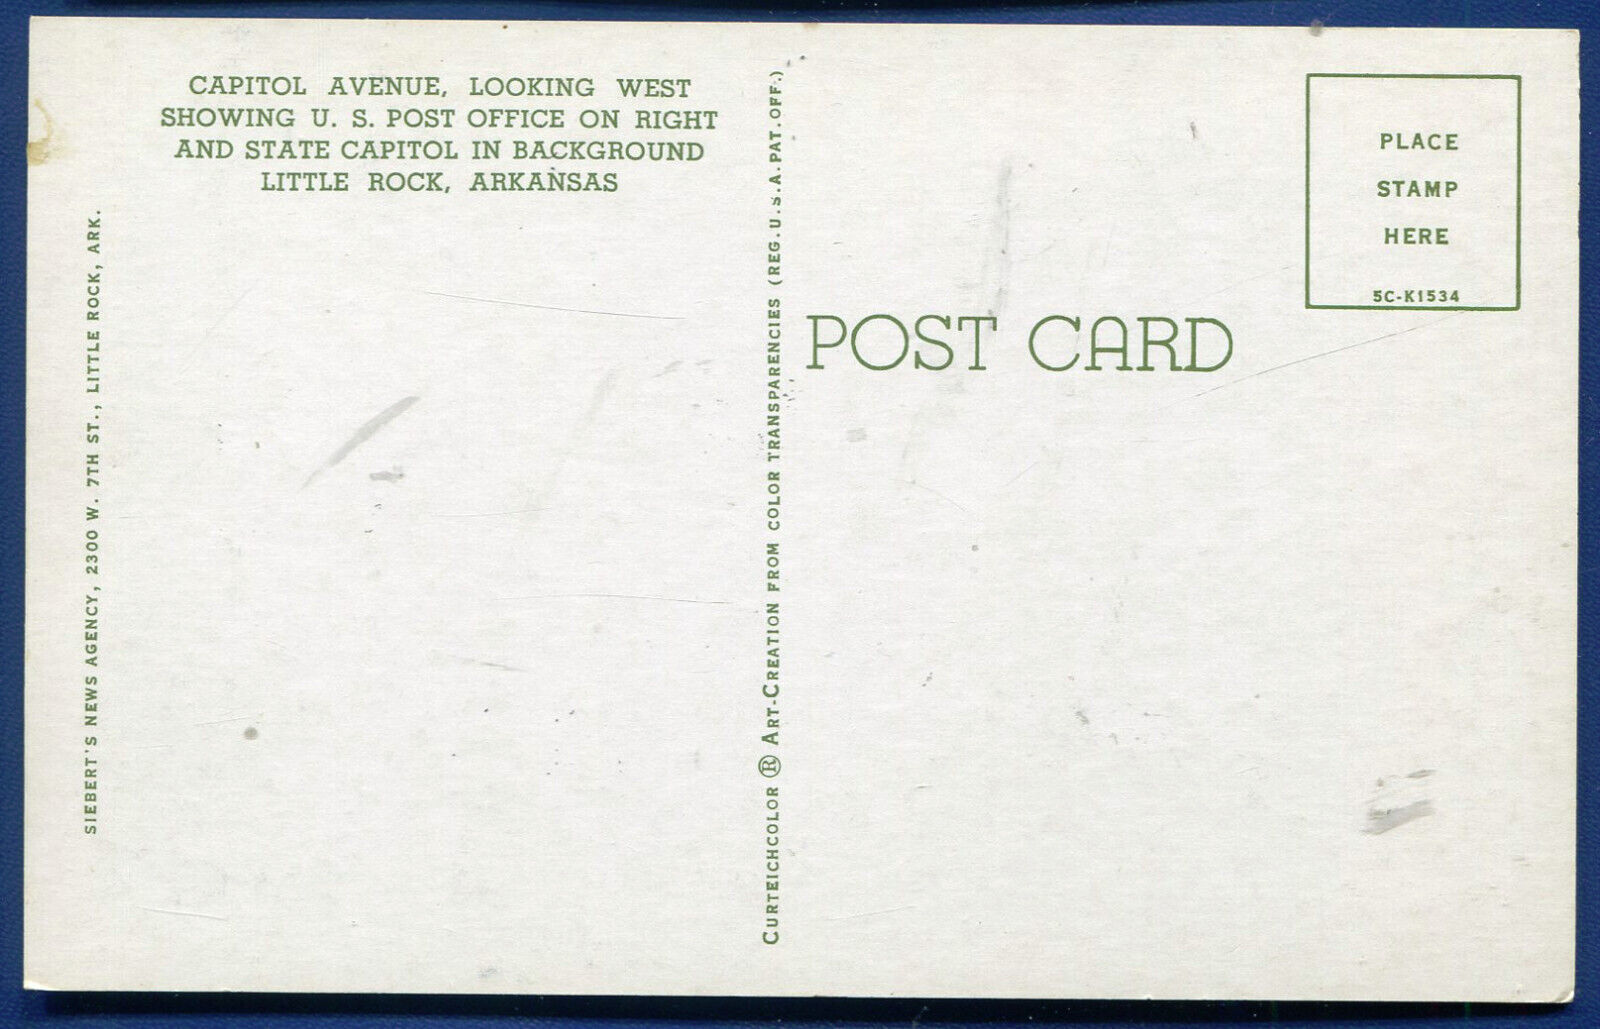 CAPITOL AVENUE, LOOKING WEST
SHOWING U. S. POST OFFICE ON RIGHT
AND STATE CAPITOL IN BACKGROUND
LITTLE ROCK, ARKANSAS
SIEBERT'S NEWS AGENCY, 2300 W. 7TH ST., LITTLE ROCK, ARK.
CURTEICHCOLOR ® ART-CREATION FROM COLOR TRANSPARENCIES (REG. U.S.A. PAT. OFF.)
POST CARD
PLACE
STAMP
HERE
5C-K1534